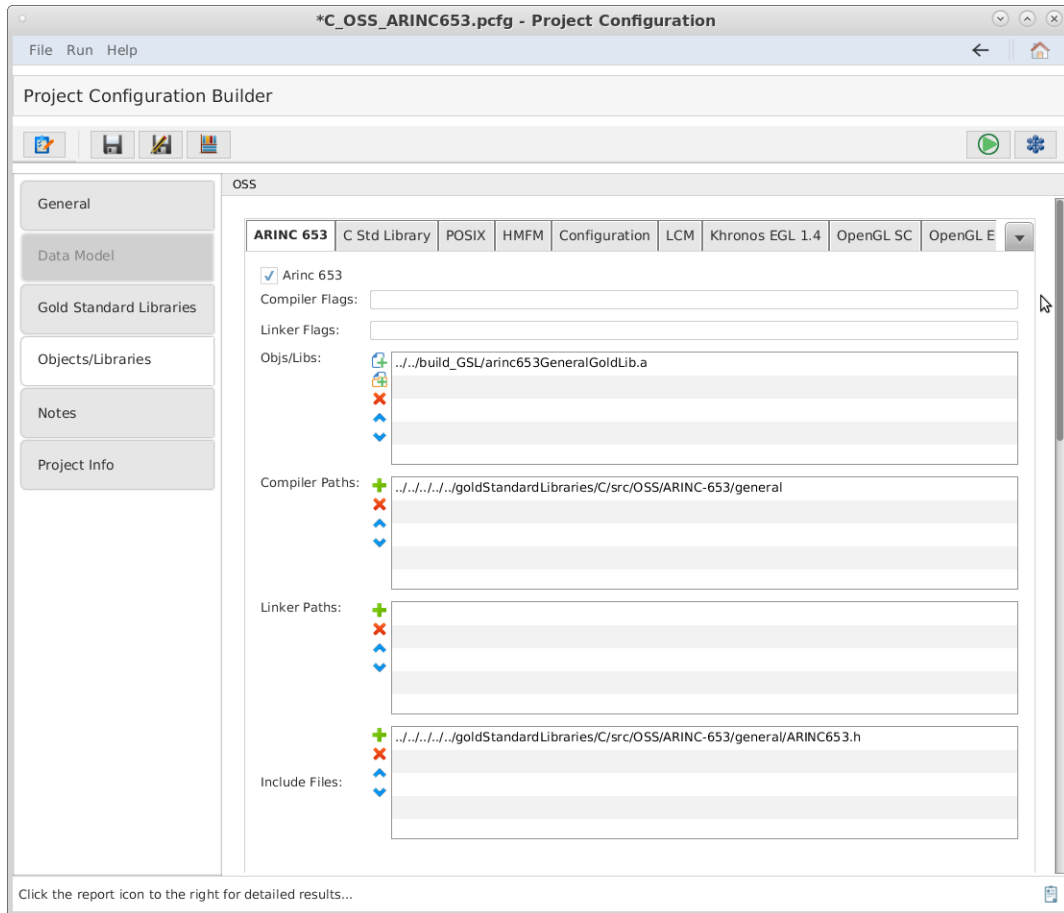 *C_OSS_ARINC653.pcfg - Project Configuration
File Run Help
Project Configuration Builder
General
Data Model
Gold Standard Libraries
Objects/Libraries
Notes
Project Info
OSS
ARINC 653 C Std Library POSIX HMFM Configuration LCM Khronos EGL 1.4 OpenGL SC OpenGL E
Arinc 653
Compiler Flags:
Linker Flags:
Objs/Libs:
../../build_GSL/arinc653GeneralGoldLib.a
Compiler Paths:
../../../../../goldStandardLibraries/C/src/OSS/ARINC-653/general
Linker Paths:
../../../../../goldStandardLibraries/C/src/OSS/ARINC-653/general/ARINC653.h
Include Files:
Click the report icon to the right for detailed results...